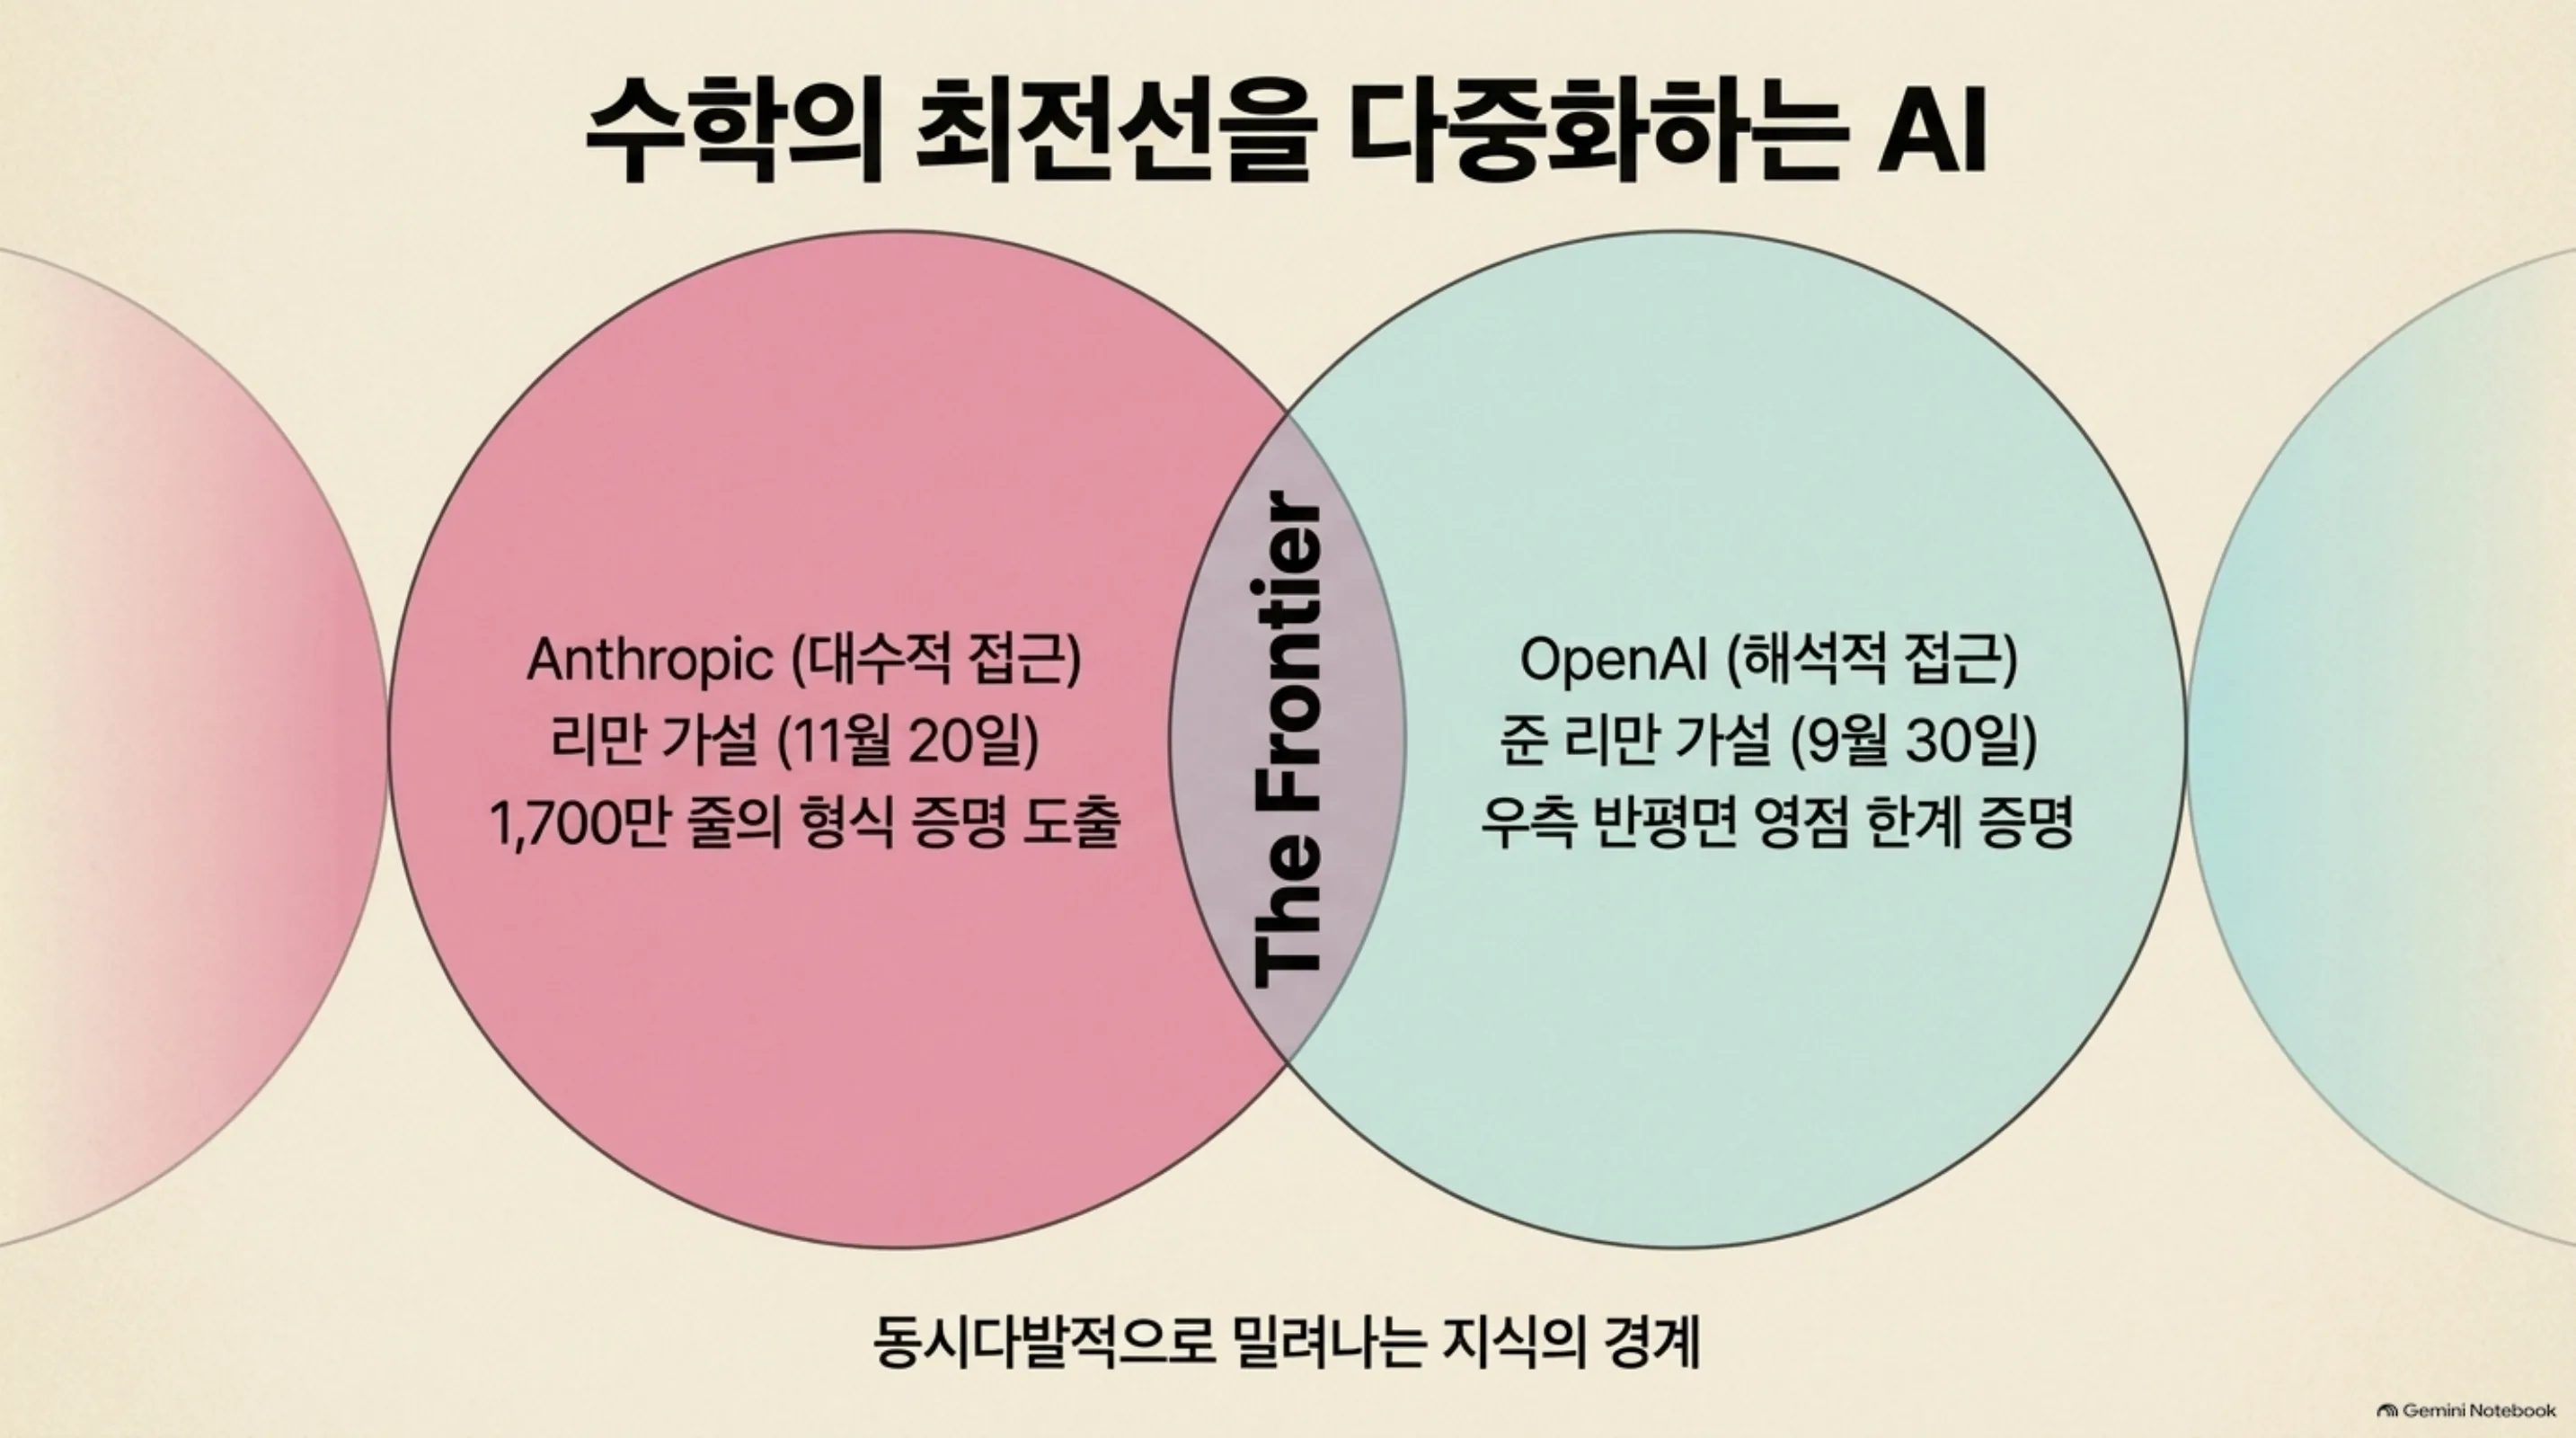 수학의 최전선을 다중화하는 AI
Anthropic (대수적 접근)
리만 가설 (11월 20일)
1,700만 줄의 형식 증명 도출
The Frontier
OpenAI (해석적 접근)
준 리만 가설 (9월 30일)
우측 반평면 영점 한계 증명
동시다발적으로 밀려나는 지식의 경계
Gemini Notebook